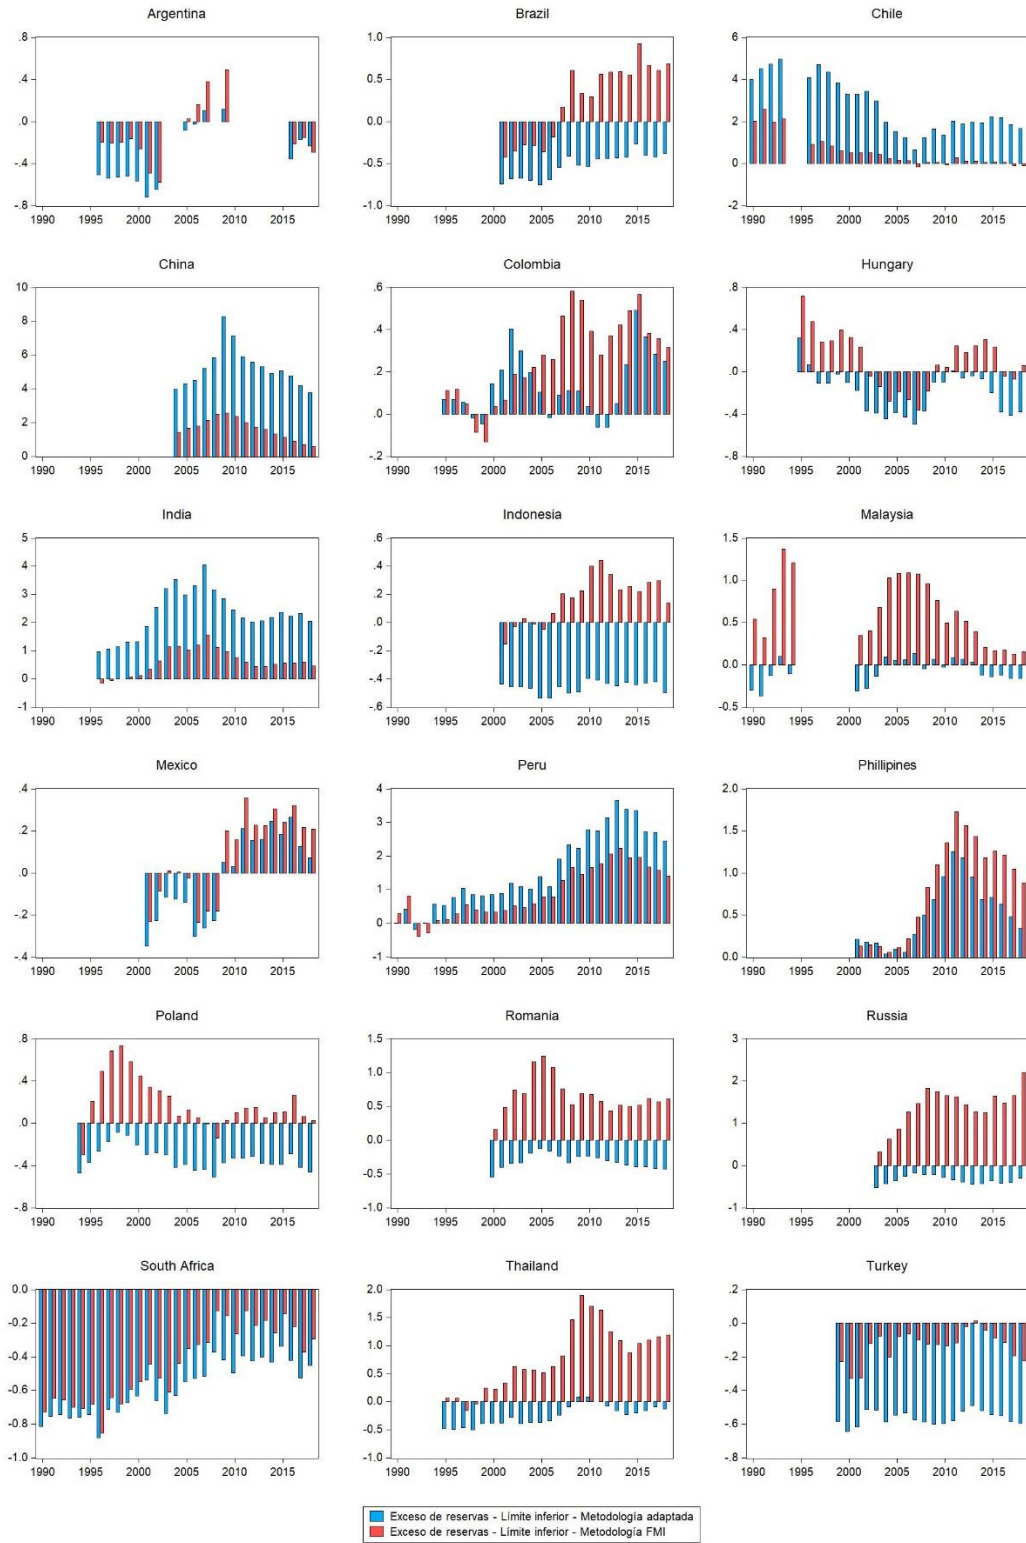 Argentina
.8
.4
.0
-.4
-.8
1990 1995 2000 2005 2010 2015
Brazil
1.0
0.5
0.0
-0.5
-1.0
1990 1995 2000 2005 2010 2015
Chile
6
4
2
0
-2
1990 1995 2000 2005 2010 2015
China
10
8
6
4
2
0
1990 1995 2000 2005 2010 2015
Colombia
.6
.4
.2
.0
-.2
1990 1995 2000 2005 2010 2015
Hungary
.8
.4
.0
-.4
-.8
1990 1995 2000 2005 2010 2015
India
5
4
3
2
1
0
-1
1990 1995 2000 2005 2010 2015
Indonesia
.6
.4
.2
.0
-.2
-.4
-.6
1990 1995 2000 2005 2010 2015
Malaysia
1.5
1.0
0.5
0.0
-0.5
1990 1995 2000 2005 2010 2015
Mexico
.4
.2
.0
-.2
-.4
1990 1995 2000 2005 2010 2015
Peru
4
3
2
1
0
-1
1990 1995 2000 2005 2010 2015
Phillipines
2.0
1.5
1.0
0.5
0.0
1990 1995 2000 2005 2010 2015
Poland
.8
.4
.0
-.4
-.8
1990 1995 2000 2005 2010 2015
Romania
1.5
1.0
0.5
0.0
-0.5
-1.0
1990 1995 2000 2005 2010 2015
Russia
3
2
1
0
-1
1990 1995 2000 2005 2010 2015
South Africa
0.0
-0.2
-0.4
-0.6
-0.8
-1.0
1990 1995 2000 2005 2010 2015
Thailand
2.0
1.5
1.0
0.5
0.0
-0.5
-1.0
1990 1995 2000 2005 2010 2015
Turkey
.2
.0
-.2
-.4
-.6
-.8
1990 1995 2000 2005 2010 2015
Exceso de reservas - Límite inferior - Metodología adaptada
Exceso de reservas - Límite inferior - Metodología FMI